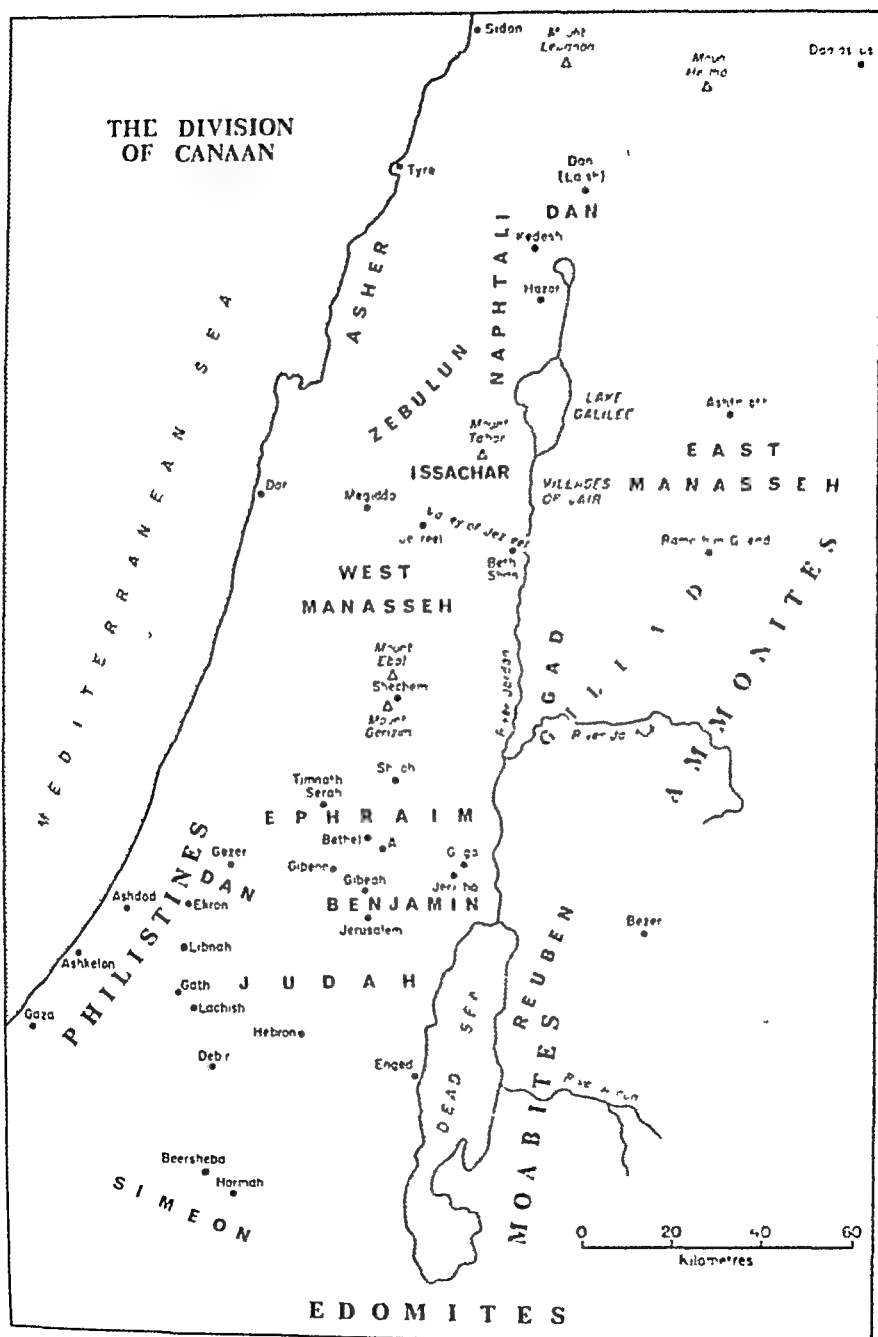 Sidon
Mount
Lebanon
THE DIVISION
OF CANAAN
Tyre
Dan
DAN
Kedesh
NAPHTALI
ASHER
Hazor
MEDITERRANEAN SEA
ZEBULUN
LAKE
GALILEE
Mount
Tabor
EAST
MANASSEH
ISSACHAR
VILLAGES
OF JAIR
Dor
Megiddo
Beth
WEST
MANASSEH
GAD
AMMONITES
Mount
Ebal
Shechem
Mount
Gerizim
River Jordan
Timnath
Serah
EPHRAIM
Bethel
Gezer
DAN
PHILISTINES
Gibeah
BENJAMIN
Jerusalem
Ashdod
Ekron
REUBEN
Bezer
Libnah
Ashkelon
Gath
JUDAH
Lachish
DEAD SEA
Gaza
Hebron
Enged
MOABITES
Beersheba
Hormah
SIMEON
0 20 40 60
Kilometres
EDOMITES